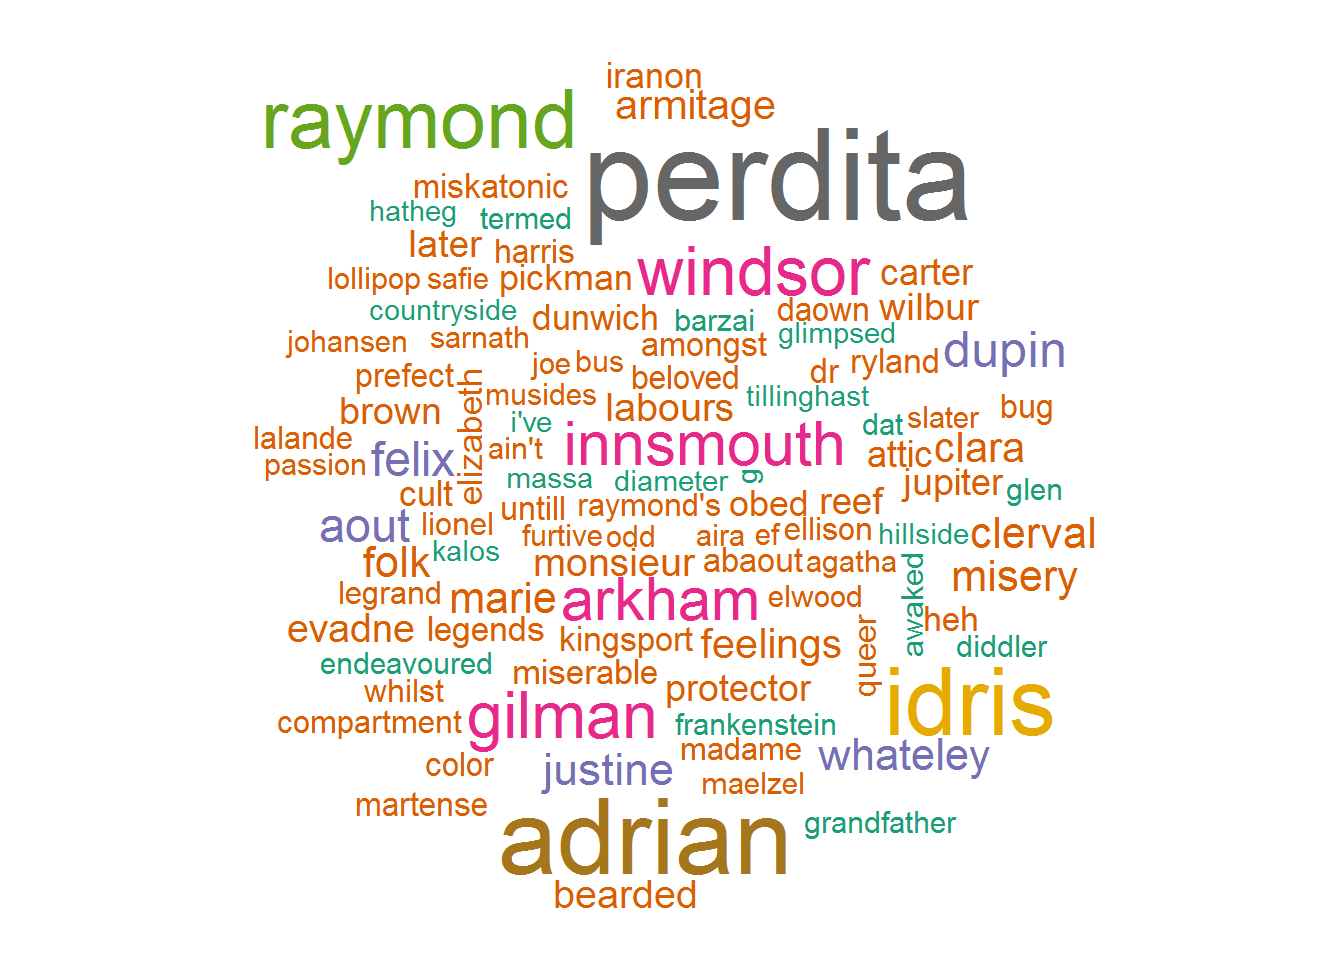 iranon
armitage
raymond
perdita
miskatonic
hatheg
termed
later
harris
windsor
carter
lollipop
safie
pickman
countryside
dunwich
barzai
daown
wilbur
johansen
sarnath
amongst
glimpsed
dupin
prefect
joe
bus
beloved
dr
ryland
elizabeth
musides
tillinghast
brown
i've
labours
dat
slater
bug
lalande
felix
ain't
innsmouth
attic
clara
passion
massa
diameter
g
jupiter
glen
cult
untill
raymond's
obed
reef
aout
lionel
furtive
odd
aira
ef
ellison
hillside
clerval
folk
kalos
monsieur
abaout
agatha
awaked
misery
legrand
marie
arkham
elwood
heh
evadne
legends
kingsport
feelings
queer
diddler
endeavoured
miserable
whilst
protector
idris
compartment
gilman
frankenstein
color
justine
madame
whateley
martense
maelzel
adrian
grandfather
bearded